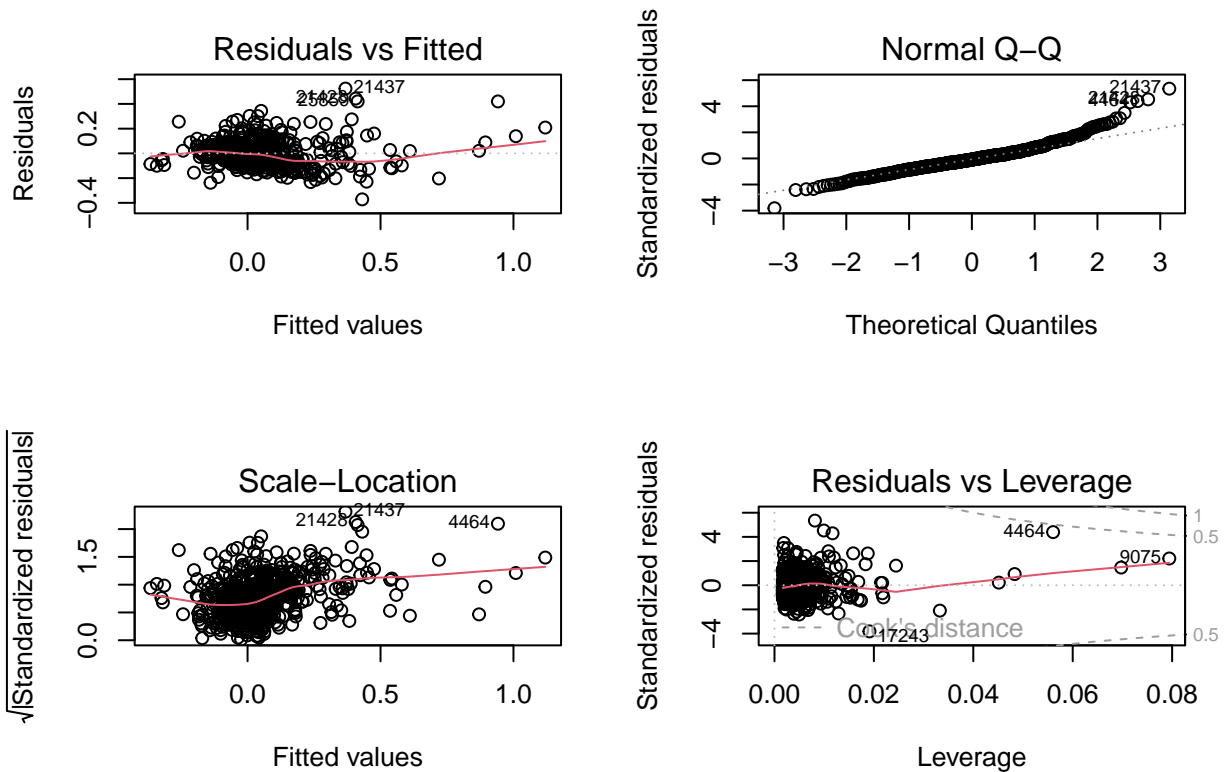 Residuals vs Fitted
Residuals
0.2
−0.4
21437
21428
25859
0.0 0.5 1.0
Fitted values
Normal Q−Q
Standardized residuals
4
0
−4
21437
21428
4464
−3 −2 −1 0 1 2 3
Theoretical Quantiles
Scale−Location
√|Standardized residuals|
1.5
0.0
21437
21428
4464
0.0 0.5 1.0
Fitted values
Residuals vs Leverage
Standardized residuals
4
0
−4
4464
9075
17243
Cook's distance
1
0.5
0.5
0.00 0.02 0.04 0.06 0.08
Leverage